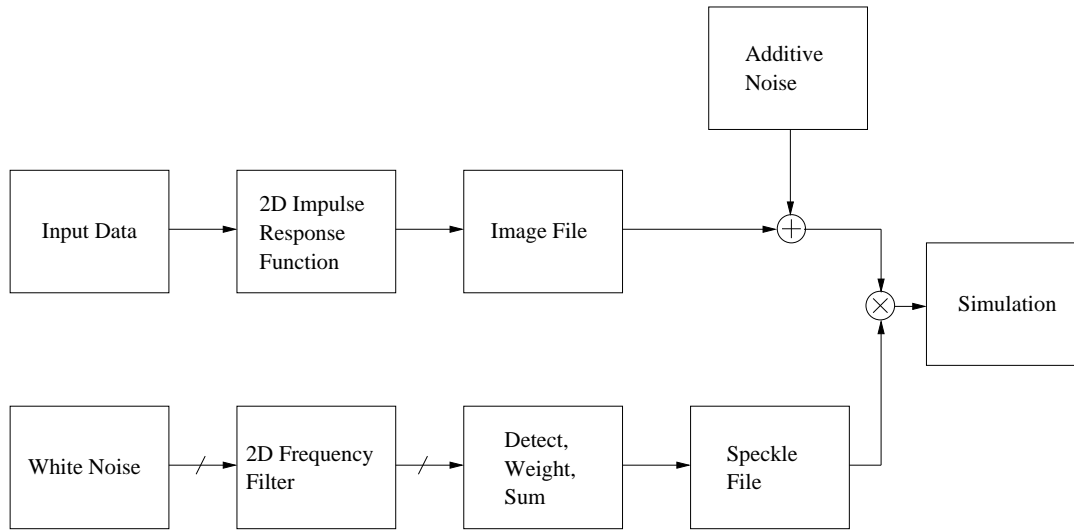 Additive
Noise
Input Data
2D Impulse
Response
Function
Image File
Simulation
White Noise
2D Frequency
Filter
Detect,
Weight,
Sum
Speckle
File